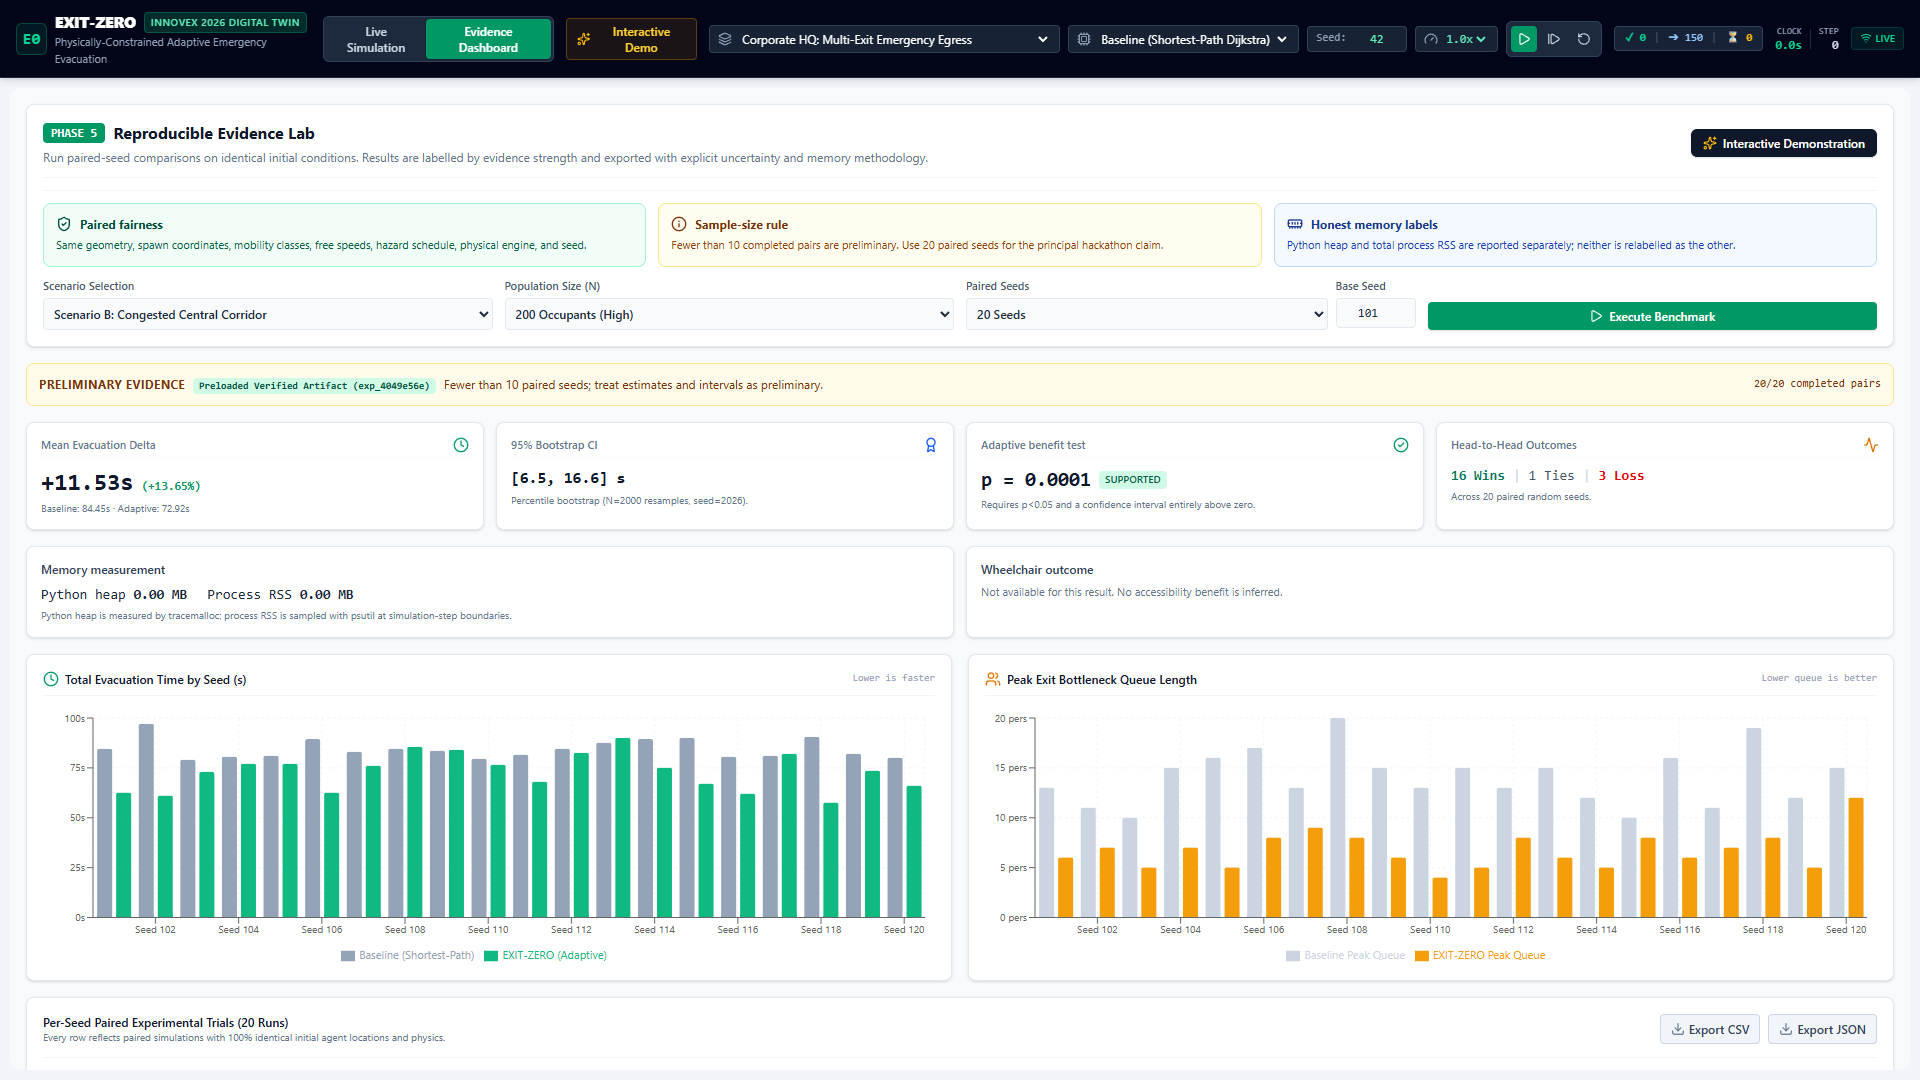 E0
EXIT-ZERO INNOVEX 2026 DIGITAL TWIN
Physically-Constrained Adaptive Emergency
Evacuation
Live
Simulation
Evidence
Dashboard
Interactive
Demo
Corporate HQ: Multi-Exit Emergency Egress
Baseline (Shortest-Path Dijkstra)
Seed: 42
1.0x
✓ 0 | → 150 | ⌛ 0
CLOCK
0.0s
STEP
0
LIVE
PHASE 5 Reproducible Evidence Lab
Run paired-seed comparisons on identical initial conditions. Results are labelled by evidence strength and exported with explicit uncertainty and memory methodology.
Interactive Demonstration
Paired fairness
Same geometry, spawn coordinates, mobility classes, free speeds, hazard schedule, physical engine, and seed.
Sample-size rule
Fewer than 10 completed pairs are preliminary. Use 20 paired seeds for the principal hackathon claim.
Honest memory labels
Python heap and total process RSS are reported separately; neither is relabelled as the other.
Scenario Selection
Scenario B: Congested Central Corridor
Population Size (N)
200 Occupants (High)
Paired Seeds
20 Seeds
Base Seed
101
Execute Benchmark
PRELIMINARY EVIDENCE Preloaded Verified Artifact (exp_4049e56e) Fewer than 10 paired seeds; treat estimates and intervals as preliminary.
20/20 completed pairs
Mean Evacuation Delta
+11.53s (+13.65%)
Baseline: 84.45s · Adaptive: 72.92s
95% Bootstrap CI
[6.5, 16.6] s
Percentile bootstrap (N=2000 resamples, seed=2026).
Adaptive benefit test
p = 0.0001 SUPPORTED
Requires p<0.05 and a confidence interval entirely above zero.
Head-to-Head Outcomes
16 Wins | 1 Ties | 3 Loss
Across 20 paired random seeds.
Memory measurement
Python heap 0.00 MB Process RSS 0.00 MB
Python heap is measured by tracemalloc; process RSS is sampled with psutil at simulation-step boundaries.
Wheelchair outcome
Not available for this result. No accessibility benefit is inferred.
Total Evacuation Time by Seed (s)
Lower is faster
100s
75s
50s
25s
0s
Seed 102 Seed 104 Seed 106 Seed 108 Seed 110 Seed 112 Seed 114 Seed 116 Seed 118 Seed 120
Baseline (Shortest-Path) EXIT-ZERO (Adaptive)
Peak Exit Bottleneck Queue Length
Lower queue is better
20 pers
15 pers
10 pers
5 pers
0 pers
Seed 102 Seed 104 Seed 106 Seed 108 Seed 110 Seed 112 Seed 114 Seed 116 Seed 118 Seed 120
Baseline Peak Queue EXIT-ZERO Peak Queue
Per-Seed Paired Experimental Trials (20 Runs)
Every row reflects paired simulations with 100% identical initial agent locations and physics.
Export CSV
Export JSON